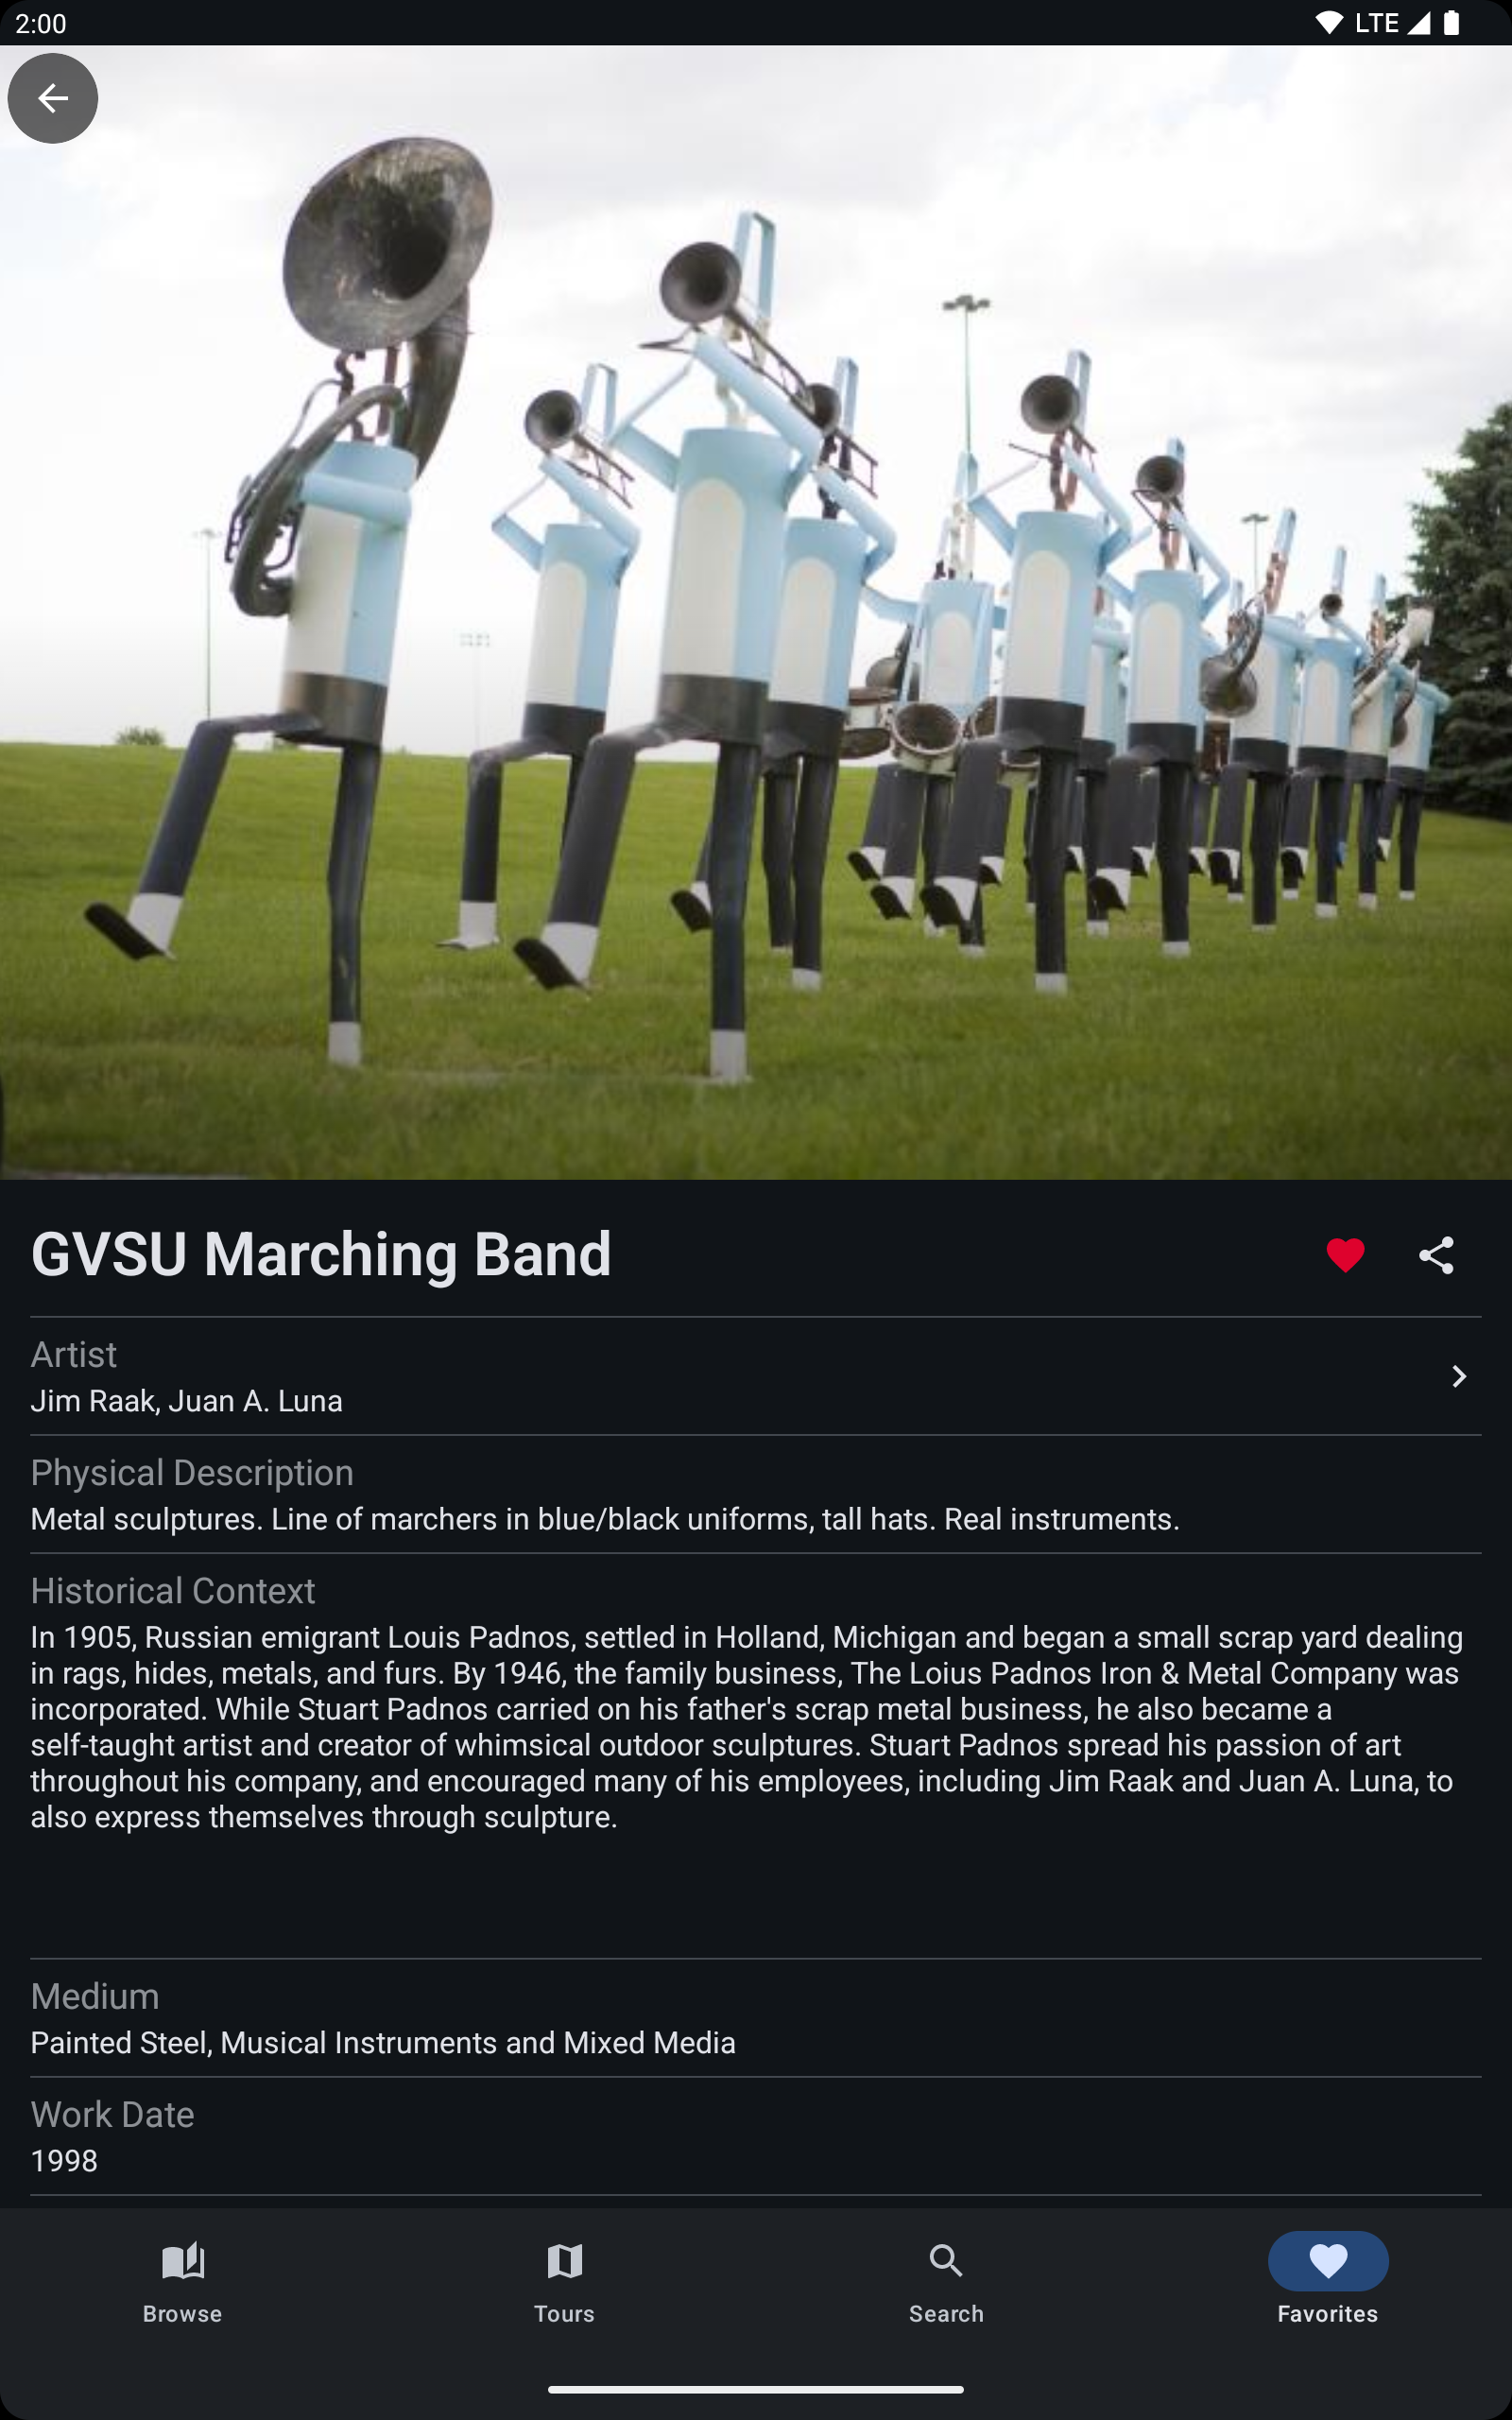 2:00
LTE
GVSU Marching Band
Artist
Jim Raak, Juan A. Luna
Physical Description
Metal sculptures. Line of marchers in blue/black uniforms, tall hats. Real instruments.
Historical Context
In 1905, Russian emigrant Louis Padnos, settled in Holland, Michigan and began a small scrap yard dealing
in rags, hides, metals, and furs. By 1946, the family business, The Loius Padnos Iron & Metal Company was
incorporated. While Stuart Padnos carried on his father's scrap metal business, he also became a
self-taught artist and creator of whimsical outdoor sculptures. Stuart Padnos spread his passion of art
throughout his company, and encouraged many of his employees, including Jim Raak and Juan A. Luna, to
also express themselves through sculpture.
Medium
Painted Steel, Musical Instruments and Mixed Media
Work Date
1998
Browse
Tours
Search
Favorites